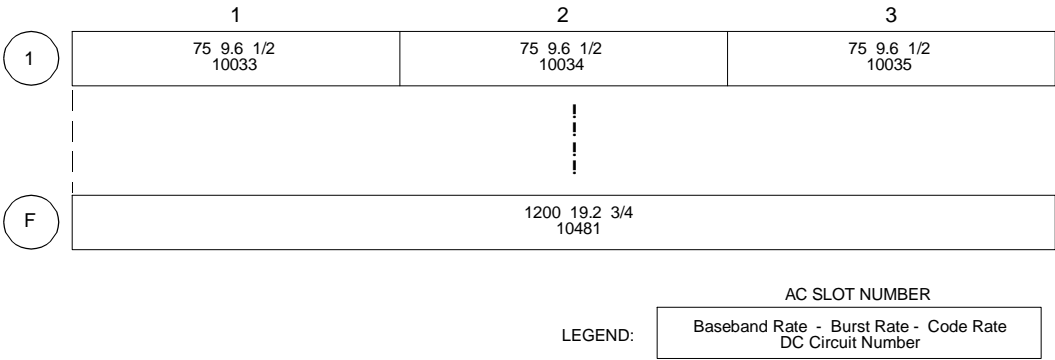 1 2 3
1
75 9.6 1/2 75 9.6 1/2 75 9.6 1/2
10033 10034 10035
F
1200 19.2 3/4
10481
AC SLOT NUMBER
LEGEND:
Baseband Rate - Burst Rate - Code Rate
DC Circuit Number